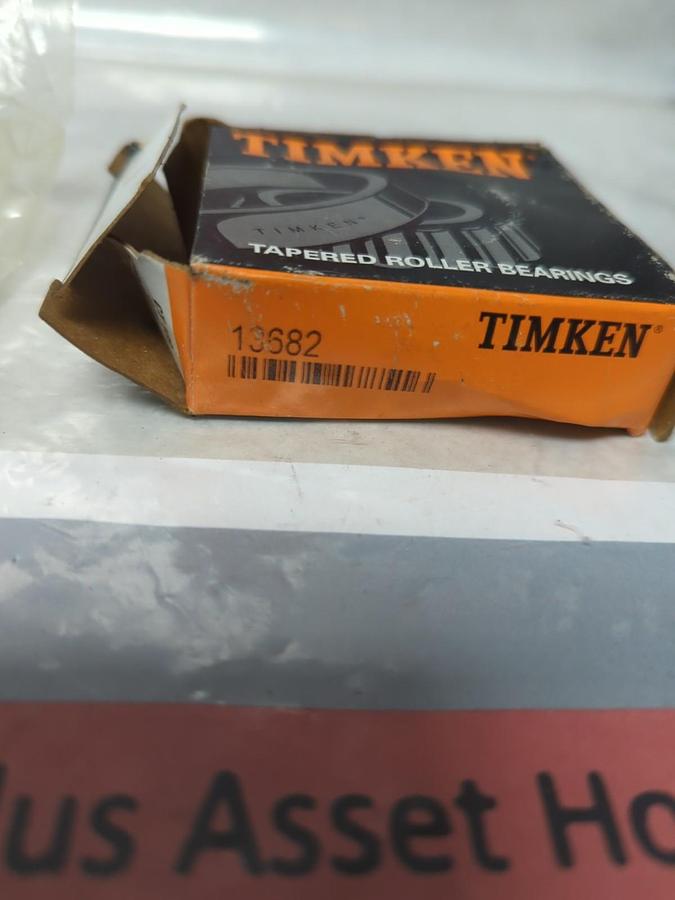 TIMKEN
TIMKEN®
TAPERED ROLLER BEARINGS
13682
TIMKEN®
lus Asset Ho